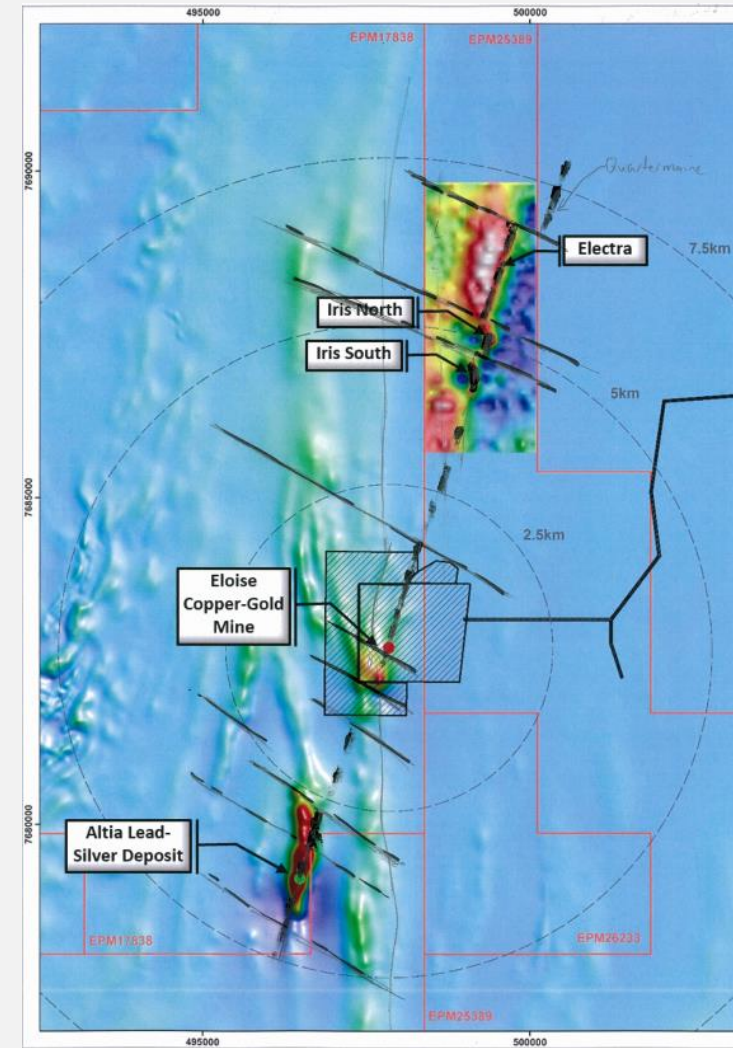 495000
500000
EPM17838
EPM25389
7690000
Quartermaine
7.5km
Electra
Iris North
Iris South
5km
7685000
2.5km
Eloise
Copper-Gold
Mine
7680000
Altia Lead-
Silver Deposit
EPM17838
EPM26233
EPM25389
495000
500000